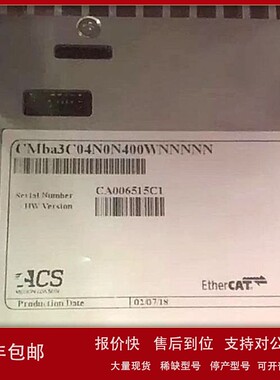 CMba3C04N0N400WNNNNN
Serial Number
CA006515C1
HW Version
ACS
MOTION CONTROL
EtherCAT
Production Date
02/07/18
年包邮
报价快 售后到位 支持对公
大量现货 稀缺型号 停产型号 可开